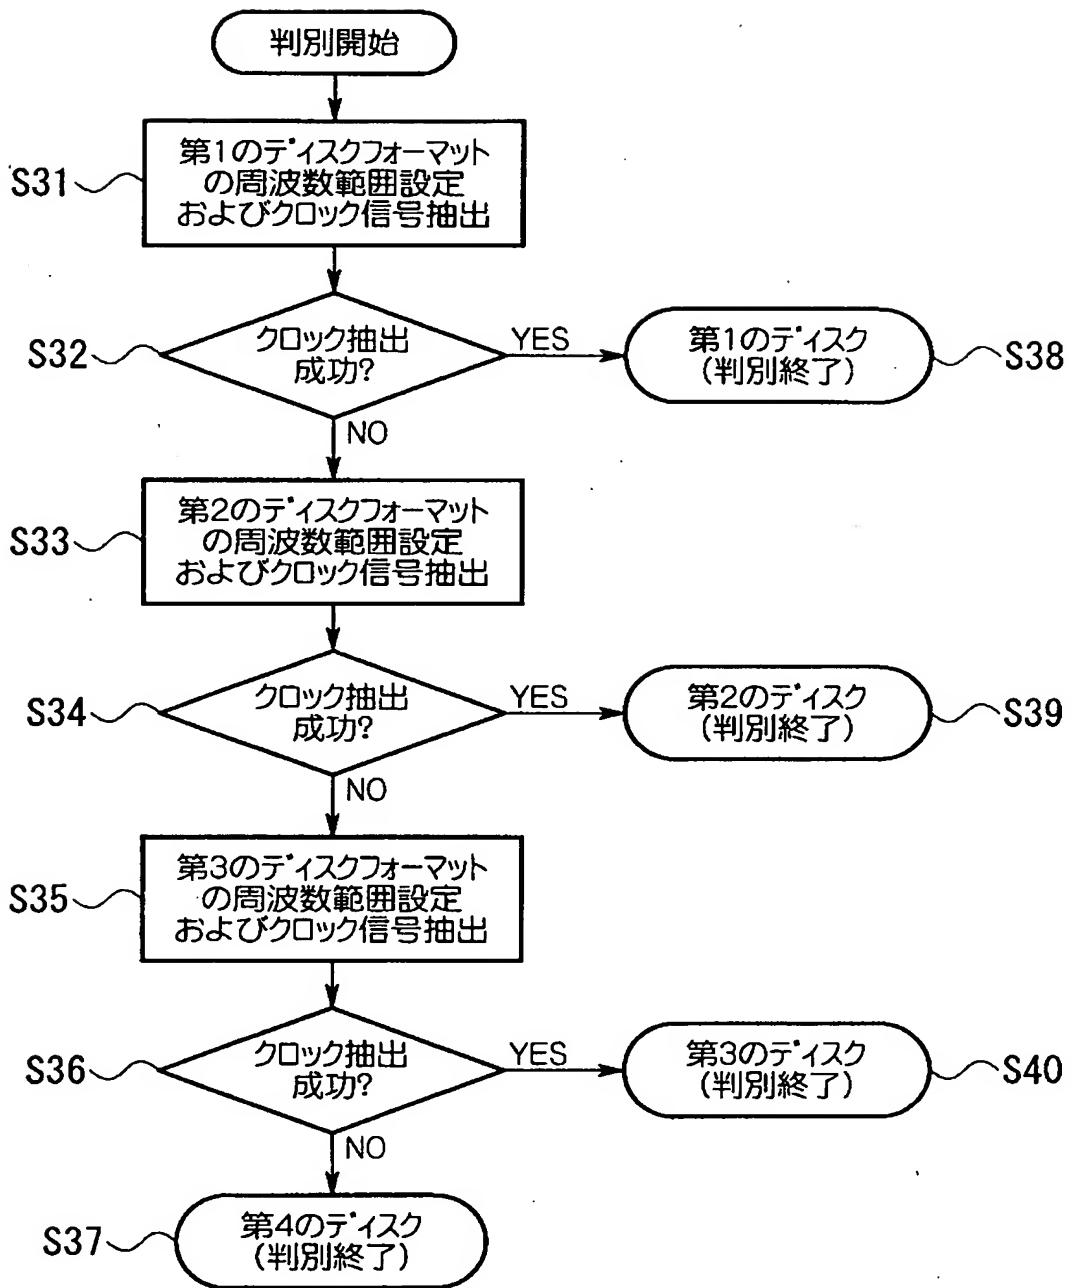 判別開始
S31
第1のディスクフォーマット
の周波数範囲設定
およびクロック信号抽出
S32
クロック抽出
成功?
YES
第1のディスク
(判別終了)
S38
NO
S33
第2のディスクフォーマット
の周波数範囲設定
およびクロック信号抽出
S34
クロック抽出
成功?
YES
第2のディスク
(判別終了)
S39
NO
S35
第3のディスクフォーマット
の周波数範囲設定
およびクロック信号抽出
S36
クロック抽出
成功?
YES
第3のディスク
(判別終了)
S40
NO
S37
第4のディスク
(判別終了)